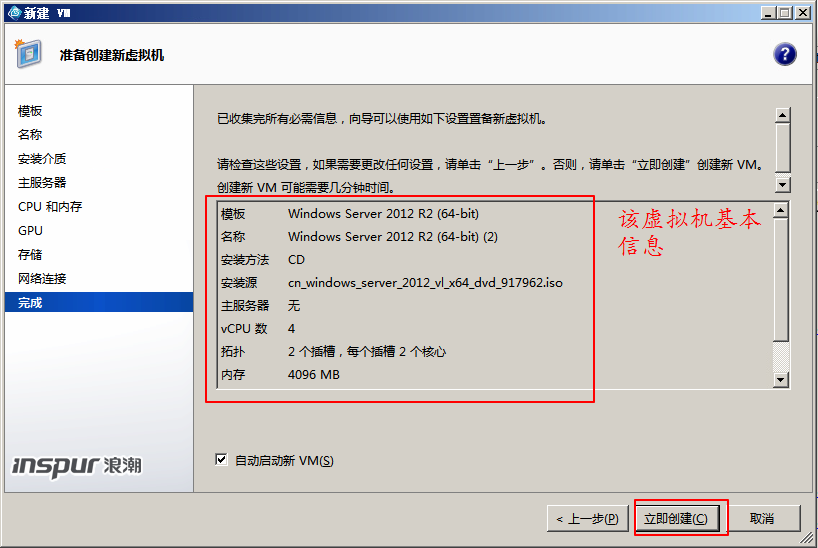 新建 VM
准备创建新虚拟机
?
模板
名称
安装介质
主服务器
CPU 和内存
GPU
存储
网络连接
完成
inspur 浪潮
已收集完所有必需信息，向导可以使用如下设置置备新虚拟机。
请检查这些设置，如果需要更改任何设置，请单击“上一步”。否则，请单击“立即创建”创建新 VM。
创建新 VM 可能需要几分钟时间。
模板 Windows Server 2012 R2 (64-bit)
名称 Windows Server 2012 R2 (64-bit) (2)
安装方法 CD
安装源 cn_windows_server_2012_vl_x64_dvd_917962.iso
主服务器 无
vCPU 数 4
拓扑 2 个插槽，每个插槽 2 个核心
内存 4096 MB
该虚拟机基本
信息
自动启动新 VM(S)
< 上一步(P)
立即创建(C)
取消